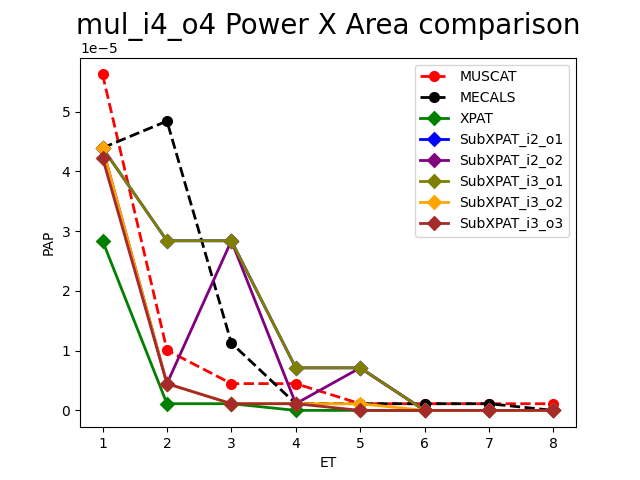 mul_i4_o4 Power X Area comparison
1e−5
PAP
5
4
3
2
1
0
1 2 3 4 5 6 7 8
ET
MUSCAT
MECALS
XPAT
SubXPAT_i2_o1
SubXPAT_i2_o2
SubXPAT_i3_o1
SubXPAT_i3_o2
SubXPAT_i3_o3